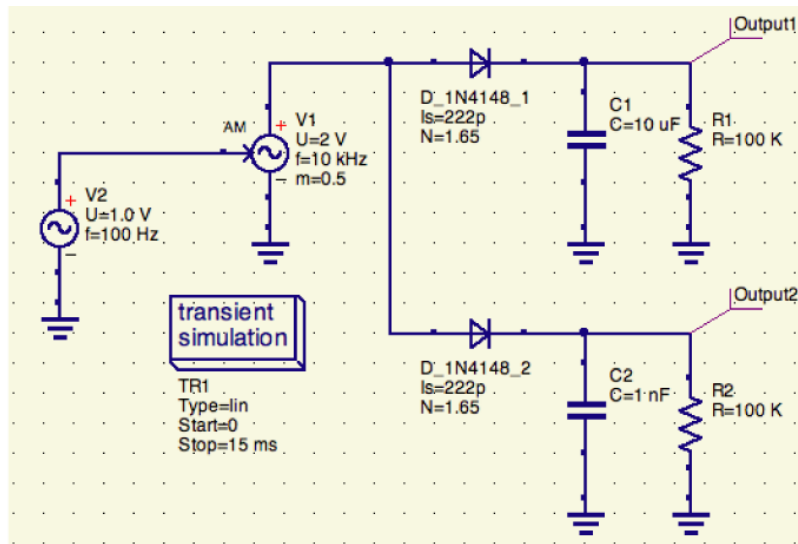 Output1
D_1N4148_1
Is=222p
N=1.65
C1
C=10 uF
R1
R=100 K
AM
V1
U=2 V
f=10 kHz
m=0.5
V2
U=1.0 V
f=100 Hz
Output2
transient
simulation
D_1N4148_2
Is=222p
N=1.65
C2
C=1 nF
R2
R=100 K
TR1
Type=lin
Start=0
Stop=15 ms